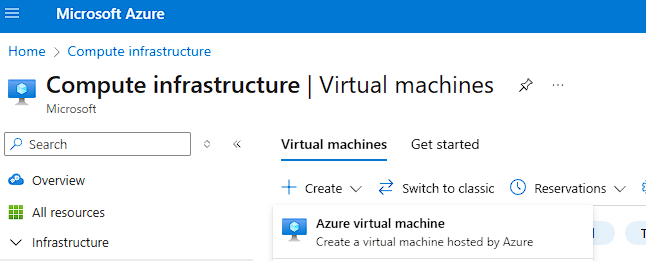 Microsoft Azure
Home > Compute infrastructure
Compute infrastructure | Virtual machines
Microsoft
Search
Virtual machines Get started
Overview
Create Switch to classic Reservations
All resources
Azure virtual machine
Create a virtual machine hosted by Azure
Infrastructure